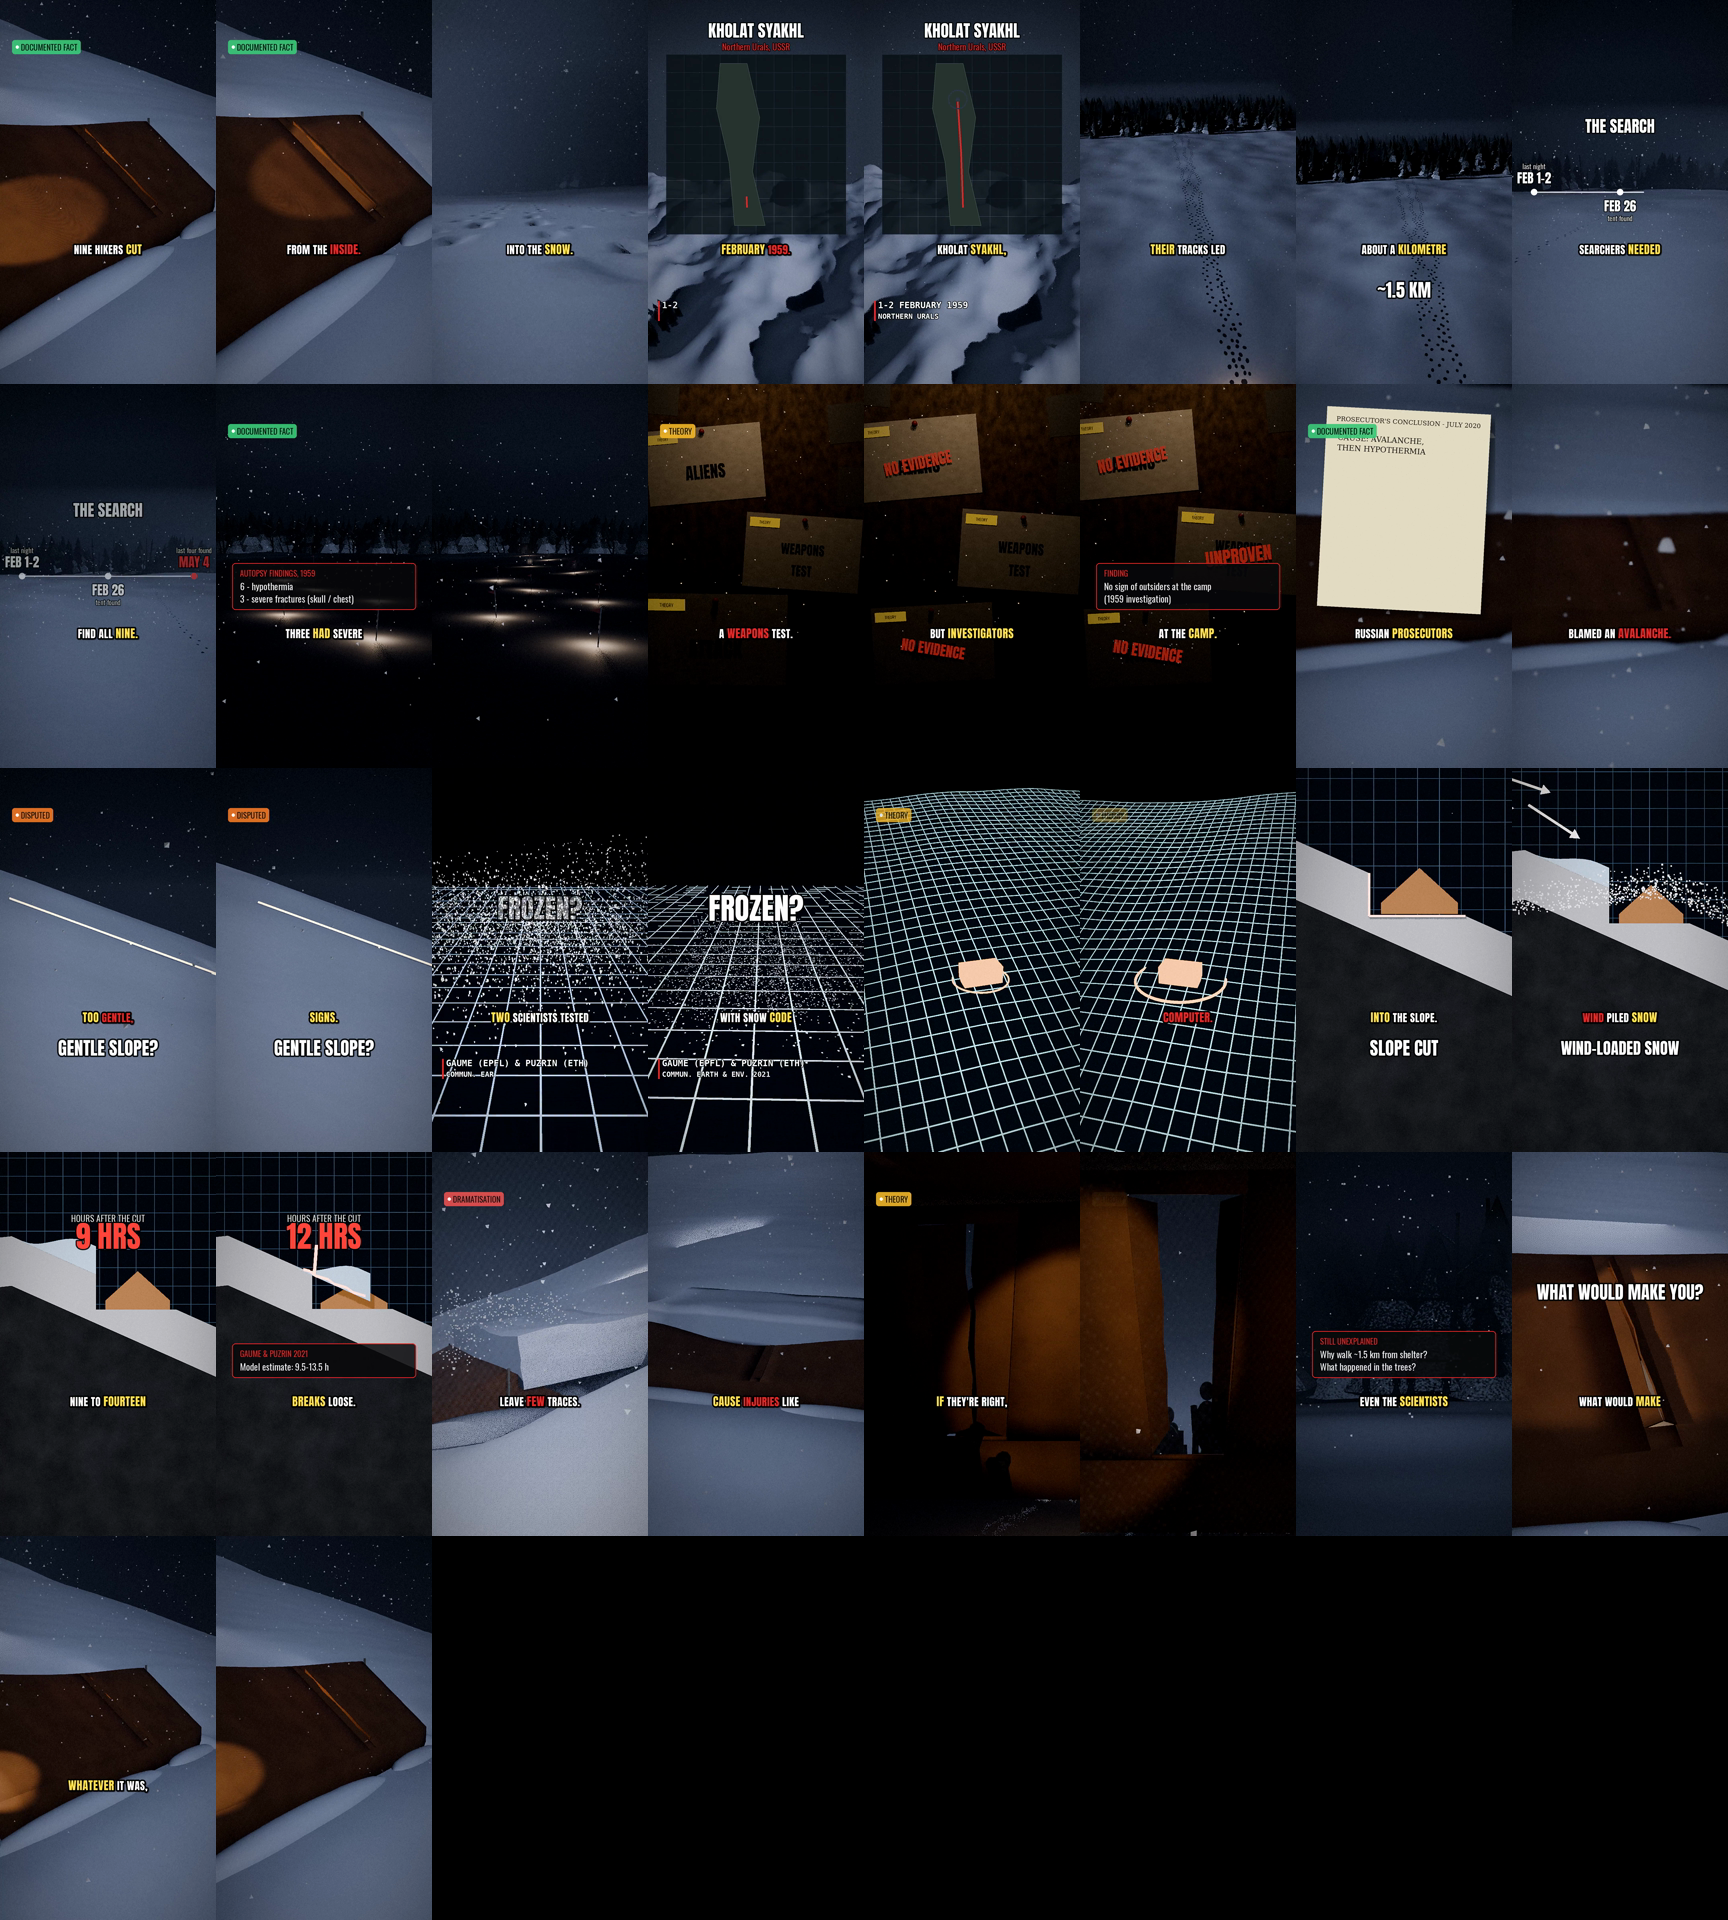 DOCUMENTED FACT
NINE HIKERS CUT
DOCUMENTED FACT
FROM THE INSIDE.
INTO THE SNOW.
KHOLAT SYAKHL
Northern Urals, USSR
FEBRUARY 1959.
1-2
KHOLAT SYAKHL
Northern Urals, USSR
KHOLAT SYAKHL,
1-2 FEBRUARY 1959
NORTHERN URALS
THEIR TRACKS LED
ABOUT A KILOMETRE
~1.5 KM
THE SEARCH
last night
FEB 1-2
FEB 26
tent found
SEARCHERS NEEDED
THE SEARCH
last night
FEB 1-2
last four found
MAY 4
FEB 26
tent found
FIND ALL NINE.
DOCUMENTED FACT
AUTOPSY FINDINGS, 1959
6 - hypothermia
3 - severe fractures (skull / chest)
THREE HAD SEVERE
THEORY
ALIENS
THEORY
WEAPONS
TEST
THEORY
A WEAPONS TEST.
THEORY
NO EVIDENCE
THEORY
WEAPONS
TEST
THEORY
BUT INVESTIGATORS
NO EVIDENCE
THEORY
NO EVIDENCE
THEORY
WEAPONS
UNPROVEN
FINDING
No sign of outsiders at the camp
(1959 investigation)
THEORY
AT THE CAMP.
NO EVIDENCE
PROSECUTOR'S CONCLUSION - JULY 2020
DOCUMENTED FACT
CAUSE: AVALANCHE,
THEN HYPOTHERMIA
RUSSIAN PROSECUTORS
BLAMED AN AVALANCHE.
DISPUTED
TOO GENTLE,
GENTLE SLOPE?
DISPUTED
SIGNS.
GENTLE SLOPE?
FROZEN?
TWO SCIENTISTS TESTED
GAUME (EPFL) & PUZRIN (ETH)
COMMUN. EAR
FROZEN?
WITH SNOW CODE
GAUME (EPFL) & PUZRIN (ETH)
COMMUN. EARTH & ENV. 2021
THEORY
COMPUTER.
INTO THE SLOPE.
SLOPE CUT
WIND PILED SNOW
WIND-LOADED SNOW
HOURS AFTER THE CUT
9 HRS
NINE TO FOURTEEN
HOURS AFTER THE CUT
12 HRS
GAUME & PUZRIN 2021
Model estimate: 9.5-13.5 h
BREAKS LOOSE.
DRAMATISATION
LEAVE FEW TRACES.
CAUSE INJURIES LIKE
THEORY
IF THEY'RE RIGHT,
STILL UNEXPLAINED
Why walk ~1.5 km from shelter?
What happened in the trees?
EVEN THE SCIENTISTS
WHAT WOULD MAKE YOU?
WHAT WOULD MAKE
WHATEVER IT WAS,